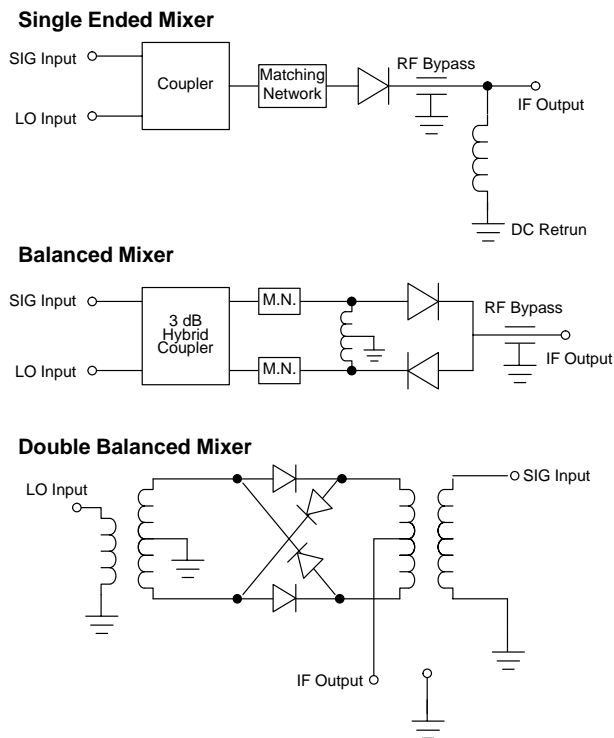 Single Ended Mixer
SIG Input
LO Input
Coupler
Matching
Network
RF Bypass
IF Output
DC Retrun
Balanced Mixer
SIG Input
LO Input
3 dB
Hybrid
Coupler
M.N.
M.N.
RF Bypass
IF Output
Double Balanced Mixer
LO Input
SIG Input
IF Output